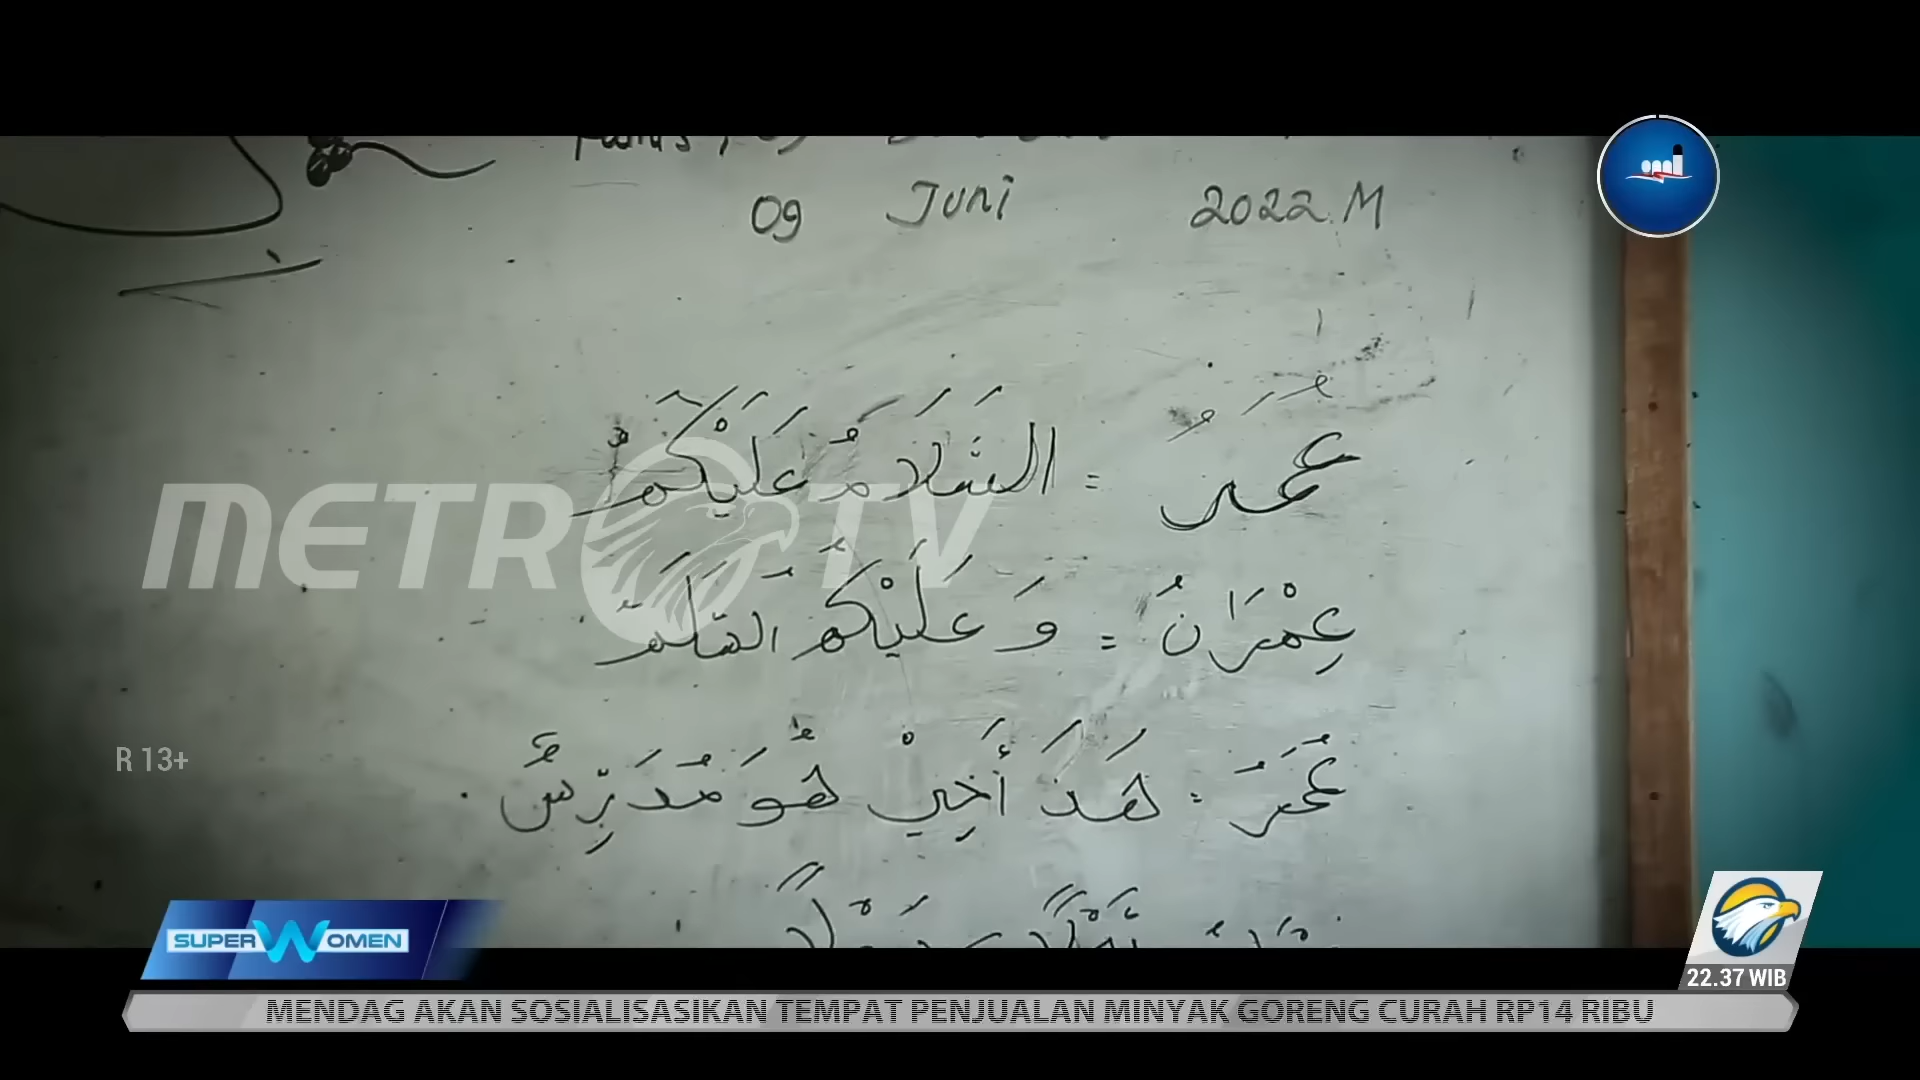 09 Juni 2022 M
عُمَرُ = السَّلَامُ عَلَيْكُمْ
METRO TV
عِمْرَانُ = وَ عَلَيْكُمُ السَّلَمُ
R 13+
عُمَرُ = هَذَ أَخِيْ هُوَ مُدَرِّسٌ .
SUPER WOMEN
22.37 WIB
MENDAG AKAN SOSIALISASIKAN TEMPAT PENJUALAN MINYAK GORENG CURAH RP14 RIBU